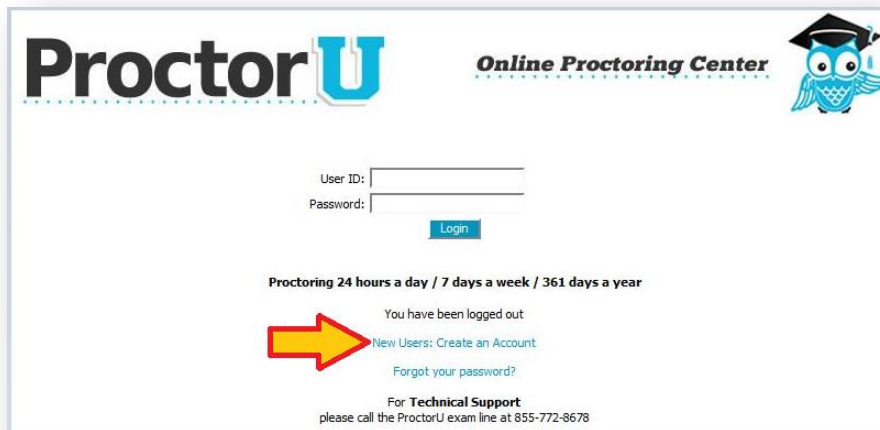 ProctorU
Online Proctoring Center
User ID:
Password:
Login
Proctoring 24 hours a day / 7 days a week / 361 days a year
You have been logged out
New Users: Create an Account
Forgot your password?
For Technical Support
please call the ProctorU exam line at 855-772-8678